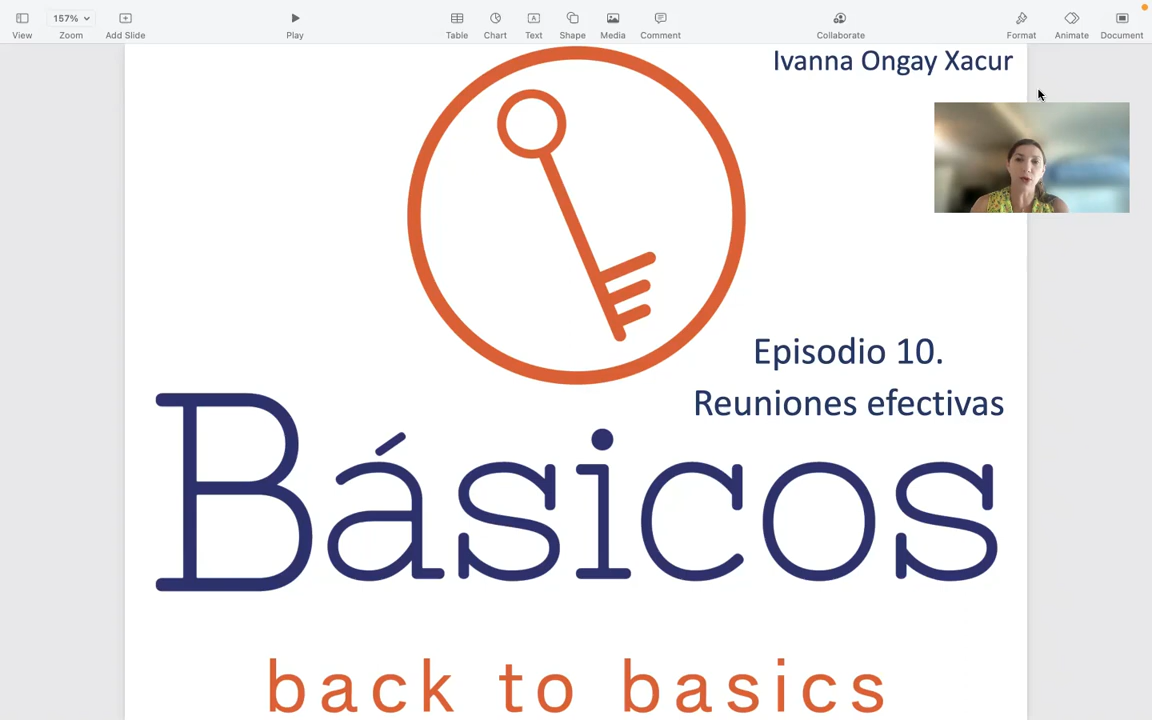 157%
View
Zoom
Add Slide
Play
Table
Chart
Text
Shape
Media
Comment
Collaborate
Format
Animate
Document
Ivanna Ongay Xacur
Episodio 10.
Reuniones efectivas
Básicos
back to basics